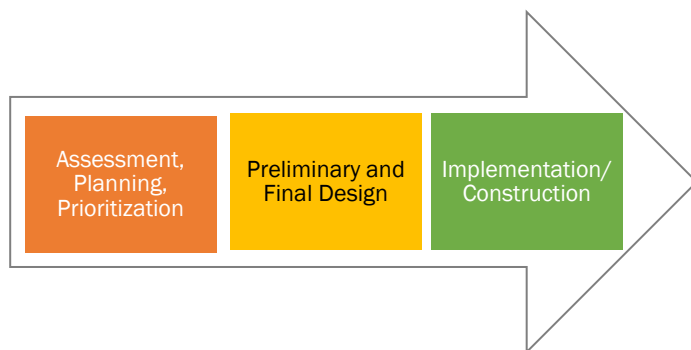 Assessment,
Planning,
Prioritization
Preliminary and
Final Design
Implementation/
Construction